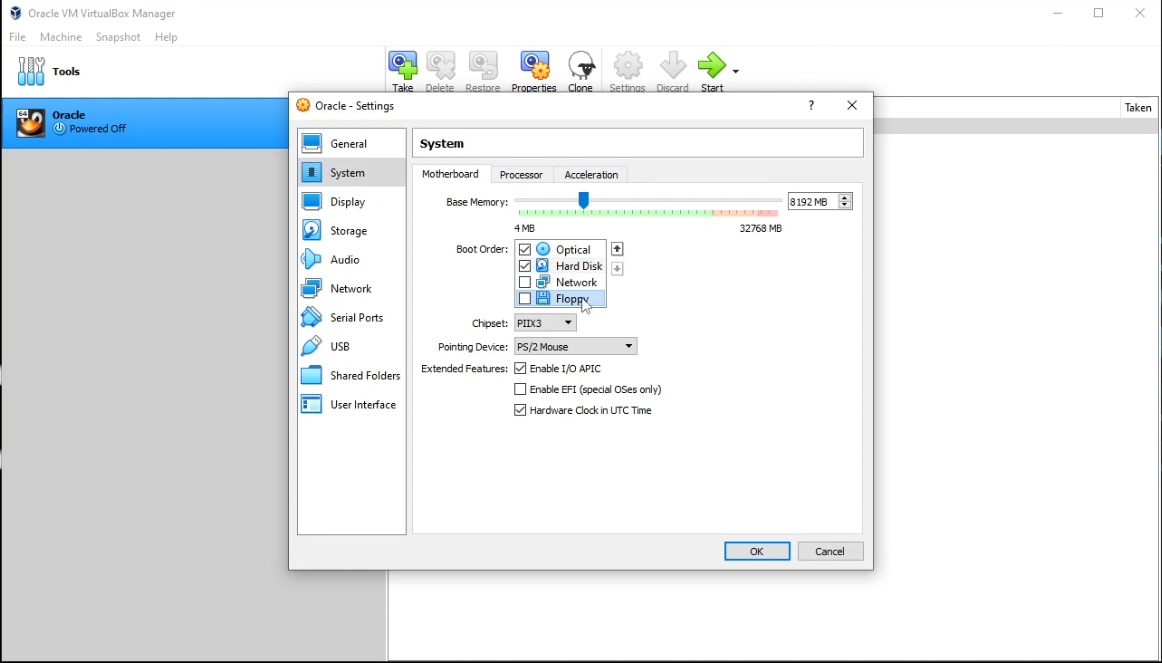 Oracle VM VirtualBox Manager
File Machine Snapshot Help
Tools
Take Delete Restore Properties Clone Settings Discard Start
Taken
64
Oracle
Powered Off
Oracle - Settings
?
General
System
Display
Storage
Audio
Network
Serial Ports
USB
Shared Folders
User Interface
System
Motherboard Processor Acceleration
Base Memory: 8192 MB
4 MB 32768 MB
Boot Order: Optical
Hard Disk
Network
Floppy
Chipset: PIIX3
Pointing Device: PS/2 Mouse
Extended Features: Enable I/O APIC
Enable EFI (special OSes only)
Hardware Clock in UTC Time
OK Cancel